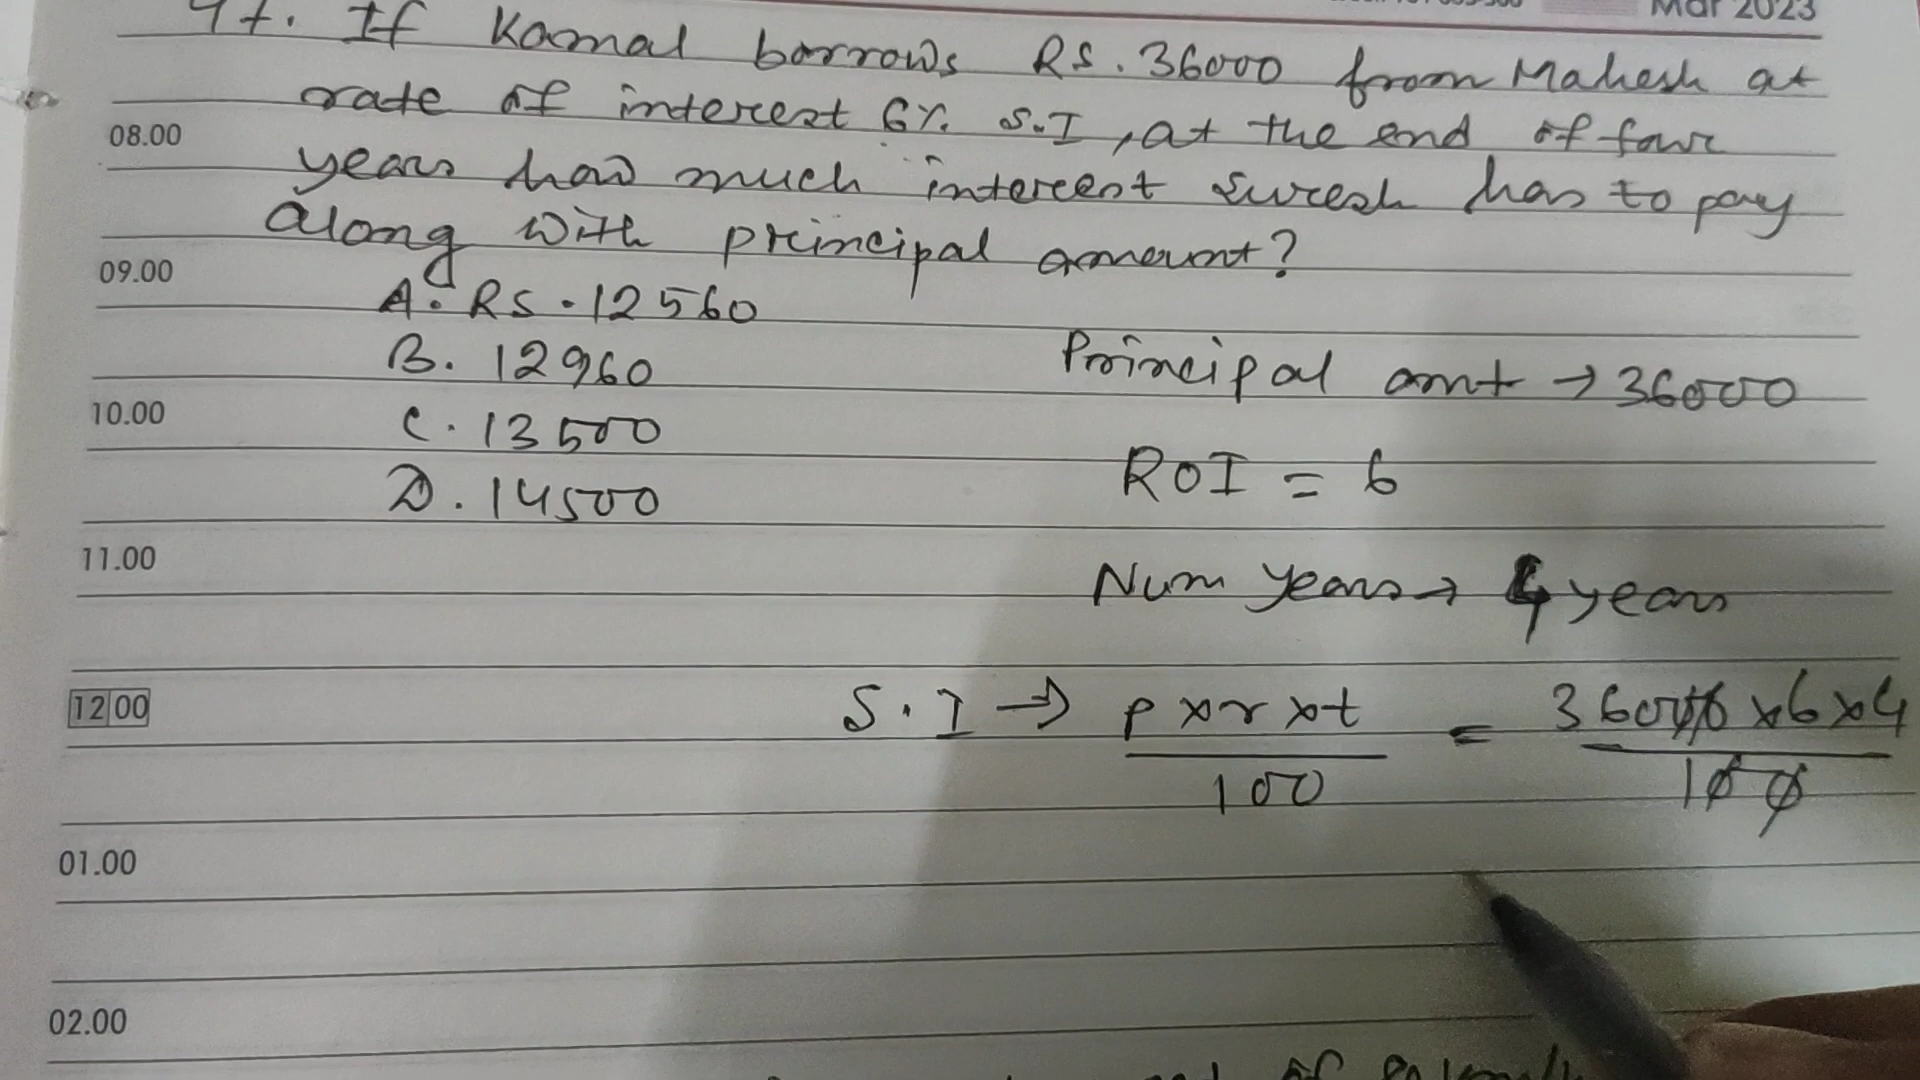 Mar 2023
47. If Kamal borrows RS. 36000 from Mahesh at
rate of interest 6% S.I, at the end of four
08.00
years how much interest Suresh has to pay
along with principal amount?
09.00
A. RS. 12560
B. 12960
Principal amt → 36000
10.00
C. 13500
ROI = 6
D. 14500
11.00
Num years → 4 years
12 00
S.I → p x r x t = 36000 x 6 x 4
100 100
01.00
02.00
of